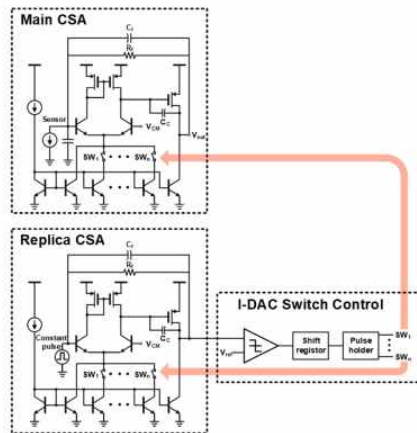 Main CSA
Cf
Rf
Sensor
VCM
CC
Vout
SW1
SWn
Replica CSA
Cf
Rf
Constant
pulse
VCM
CC
SW1
SWn
I-DAC Switch Control
Vref
Shift
registor
Pulse
holder
SW1
SWn